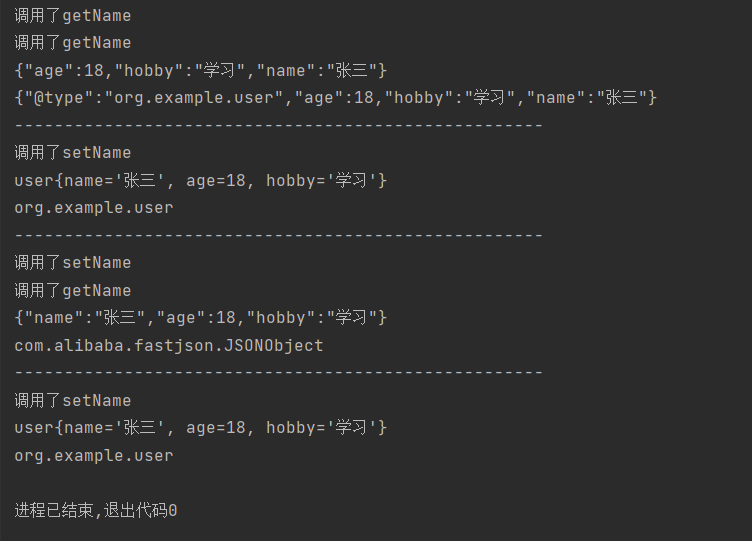 调用了getName
调用了getName
{"age":18,"hobby":"学习","name":"张三"}
{"@type":"org.example.user","age":18,"hobby":"学习","name":"张三"}
-----------------------------------------------------
调用了setName
user{name='张三', age=18, hobby='学习'}
org.example.user
-----------------------------------------------------
调用了setName
调用了getName
{"name":"张三","age":18,"hobby":"学习"}
com.alibaba.fastjson.JSONObject
-----------------------------------------------------
调用了setName
user{name='张三', age=18, hobby='学习'}
org.example.user
进程已结束,退出代码0